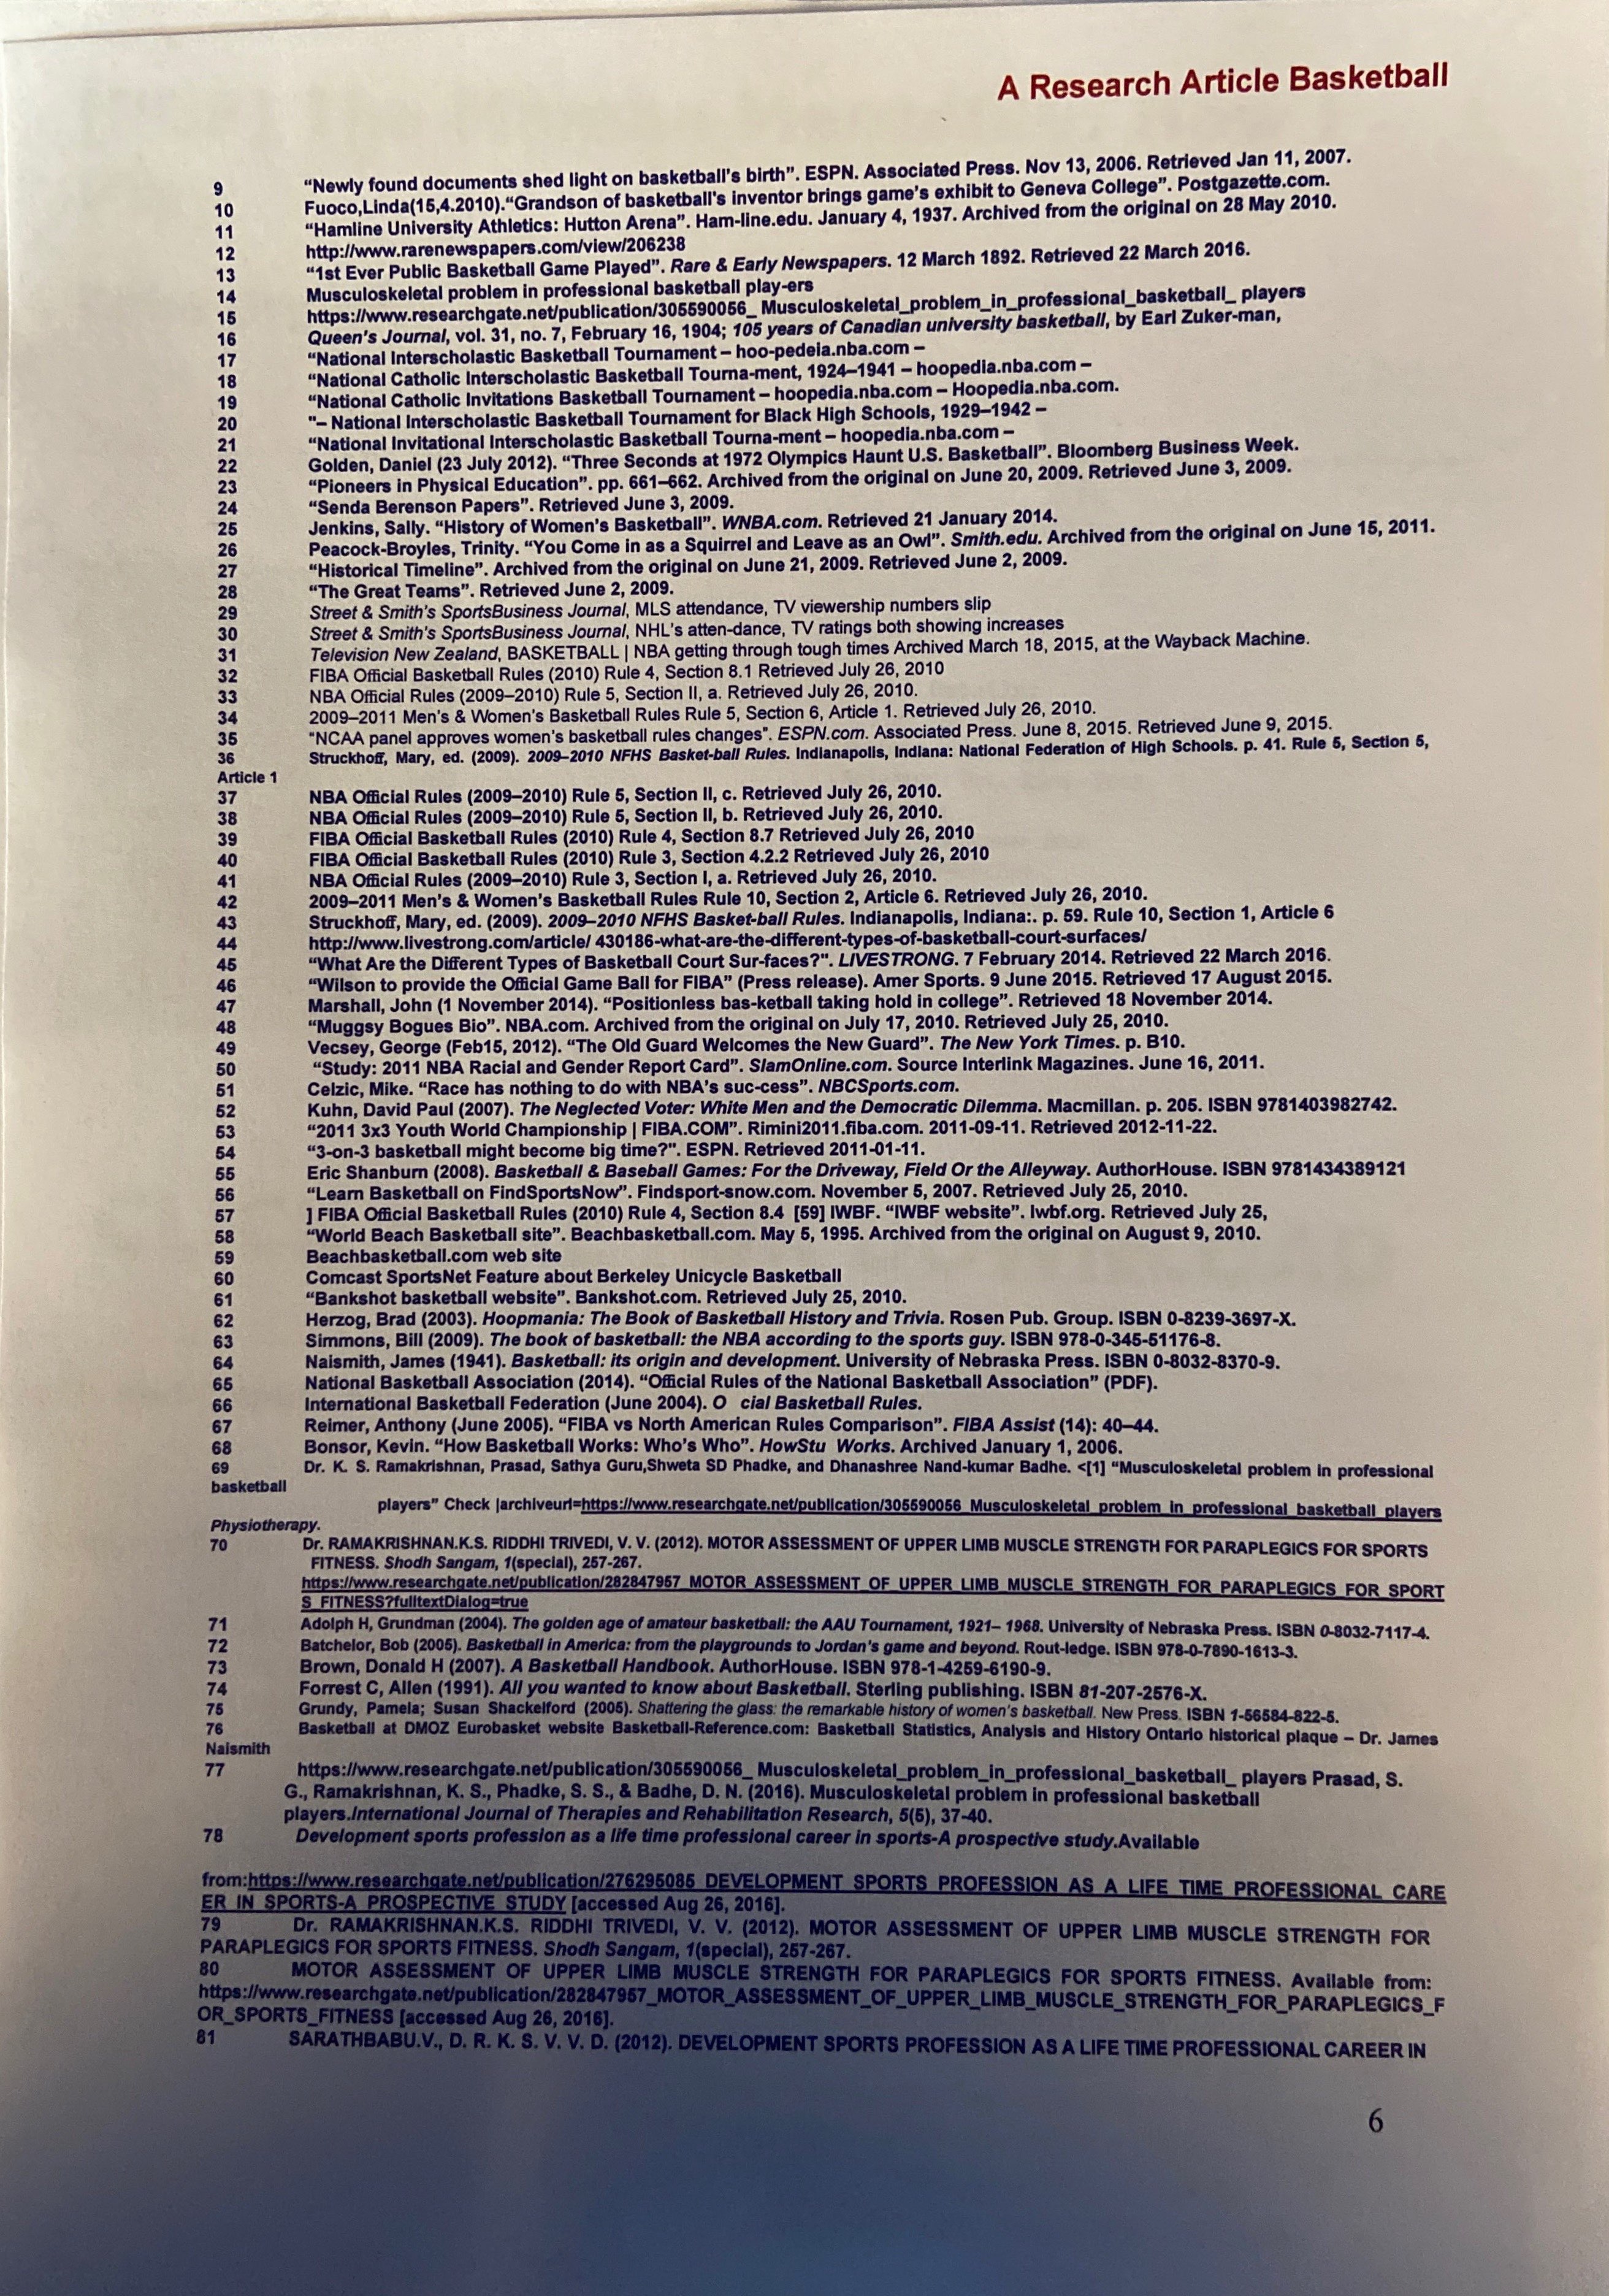 A Research Article Basketball
9 “Newly found documents shed light on basketball's birth”. ESPN. Associated Press. Nov 13, 2006. Retrieved Jan 11, 2007.
10 Fuoco,Linda(15,4.2010).“Grandson of basketball's inventor brings game's exhibit to Geneva College”. Postgazette.com.
11 “Hamline University Athletics: Hutton Arena”. Ham-line.edu. January 4, 1937. Archived from the original on 28 May 2010.
12 http://www.rarenewspapers.com/view/206238
13 “1st Ever Public Basketball Game Played”. Rare & Early Newspapers. 12 March 1892. Retrieved 22 March 2016.
14 Musculoskeletal problem in professional basketball play-ers
15 https://www.researchgate.net/publication/305590056_ Musculoskeletal_problem_in_professional_basketball_ players
16 Queen's Journal, vol. 31, no. 7, February 16, 1904; 105 years of Canadian university basketball, by Earl Zuker-man,
17 “National Interscholastic Basketball Tournament – hoo-pedeia.nba.com –
18 “National Catholic Interscholastic Basketball Tourna-ment, 1924–1941 – hoopedia.nba.com –
19 “National Catholic Invitations Basketball Tournament – hoopedia.nba.com – Hoopedia.nba.com.
20 "– National Interscholastic Basketball Tournament for Black High Schools, 1929–1942 –
21 “National Invitational Interscholastic Basketball Tourna-ment – hoopedia.nba.com –
22 Golden, Daniel (23 July 2012). “Three Seconds at 1972 Olympics Haunt U.S. Basketball”. Bloomberg Business Week.
23 “Pioneers in Physical Education”. pp. 661–662. Archived from the original on June 20, 2009. Retrieved June 3, 2009.
24 “Senda Berenson Papers”. Retrieved June 3, 2009.
25 Jenkins, Sally. “History of Women's Basketball”. WNBA.com. Retrieved 21 January 2014.
26 Peacock-Broyles, Trinity. “You Come in as a Squirrel and Leave as an Owl”. Smith.edu. Archived from the original on June 15, 2011.
27 “Historical Timeline”. Archived from the original on June 21, 2009. Retrieved June 2, 2009.
28 “The Great Teams”. Retrieved June 2, 2009.
29 Street & Smith's SportsBusiness Journal, MLS attendance, TV viewership numbers slip
30 Street & Smith's SportsBusiness Journal, NHL's atten-dance, TV ratings both showing increases
31 Television New Zealand, BASKETBALL | NBA getting through tough times Archived March 18, 2015, at the Wayback Machine.
32 FIBA Official Basketball Rules (2010) Rule 4, Section 8.1 Retrieved July 26, 2010
33 NBA Official Rules (2009–2010) Rule 5, Section II, a. Retrieved July 26, 2010.
34 2009–2011 Men's & Women's Basketball Rules Rule 5, Section 6, Article 1. Retrieved July 26, 2010.
35 “NCAA panel approves women's basketball rules changes”. ESPN.com. Associated Press. June 8, 2015. Retrieved June 9, 2015.
36 Struckhoff, Mary, ed. (2009). 2009–2010 NFHS Basket-ball Rules. Indianapolis, Indiana: National Federation of High Schools. p. 41. Rule 5, Section 5,
Article 1
37 NBA Official Rules (2009–2010) Rule 5, Section II, c. Retrieved July 26, 2010.
38 NBA Official Rules (2009–2010) Rule 5, Section II, b. Retrieved July 26, 2010.
39 FIBA Official Basketball Rules (2010) Rule 4, Section 8.7 Retrieved July 26, 2010
40 FIBA Official Basketball Rules (2010) Rule 3, Section 4.2.2 Retrieved July 26, 2010
41 NBA Official Rules (2009–2010) Rule 3, Section I, a. Retrieved July 26, 2010.
42 2009–2011 Men's & Women's Basketball Rules Rule 10, Section 2, Article 6. Retrieved July 26, 2010.
43 Struckhoff, Mary, ed. (2009). 2009–2010 NFHS Basket-ball Rules. Indianapolis, Indiana:. p. 59. Rule 10, Section 1, Article 6
44 http://www.livestrong.com/article/ 430186-what-are-the-different-types-of-basketball-court-surfaces/
45 “What Are the Different Types of Basketball Court Sur-faces?". LIVESTRONG. 7 February 2014. Retrieved 22 March 2016.
46 “Wilson to provide the Official Game Ball for FIBA” (Press release). Amer Sports. 9 June 2015. Retrieved 17 August 2015.
47 Marshall, John (1 November 2014). “Positionless bas-ketball taking hold in college”. Retrieved 18 November 2014.
48 “Muggsy Bogues Bio”. NBA.com. Archived from the original on July 17, 2010. Retrieved July 25, 2010.
49 Vecsey, George (Feb15, 2012). “The Old Guard Welcomes the New Guard”. The New York Times. p. B10.
50 “Study: 2011 NBA Racial and Gender Report Card”. SlamOnline.com. Source Interlink Magazines. June 16, 2011.
51 Celzic, Mike. “Race has nothing to do with NBA's suc-cess”. NBCSports.com.
52 Kuhn, David Paul (2007). The Neglected Voter: White Men and the Democratic Dilemma. Macmillan. p. 205. ISBN 9781403982742.
53 “2011 3x3 Youth World Championship | FIBA.COM”. Rimini2011.fiba.com. 2011-09-11. Retrieved 2012-11-22.
54 “3-on-3 basketball might become big time?". ESPN. Retrieved 2011-01-11.
55 Eric Shanburn (2008). Basketball & Baseball Games: For the Driveway, Field Or the Alleyway. AuthorHouse. ISBN 9781434389121
56 “Learn Basketball on FindSportsNow”. Findsport-snow.com. November 5, 2007. Retrieved July 25, 2010.
57 ] FIBA Official Basketball Rules (2010) Rule 4, Section 8.4 [59] IWBF. “IWBF website”. Iwbf.org. Retrieved July 25,
58 “World Beach Basketball site”. Beachbasketball.com. May 5, 1995. Archived from the original on August 9, 2010.
59 Beachbasketball.com web site
60 Comcast SportsNet Feature about Berkeley Unicycle Basketball
61 “Bankshot basketball website”. Bankshot.com. Retrieved July 25, 2010.
62 Herzog, Brad (2003). Hoopmania: The Book of Basketball History and Trivia. Rosen Pub. Group. ISBN 0-8239-3697-X.
63 Simmons, Bill (2009). The book of basketball: the NBA according to the sports guy. ISBN 978-0-345-51176-8.
64 Naismith, James (1941). Basketball: its origin and development. University of Nebraska Press. ISBN 0-8032-8370-9.
65 National Basketball Association (2014). “Official Rules of the National Basketball Association” (PDF).
66 International Basketball Federation (June 2004). O cial Basketball Rules.
67 Reimer, Anthony (June 2005). “FIBA vs North American Rules Comparison”. FIBA Assist (14): 40–44.
68 Bonsor, Kevin. “How Basketball Works: Who's Who”. HowStu Works. Archived January 1, 2006.
69 Dr. K. S. Ramakrishnan, Prasad, Sathya Guru,Shweta SD Phadke, and Dhanashree Nand-kumar Badhe. <[1] “Musculoskeletal problem in professional
basketball
players” Check |archiveurl=https://www.researchgate.net/publication/305590056_Musculoskeletal_problem_in_professional_basketball_players
Physiotherapy.
70 Dr. RAMAKRISHNAN.K.S. RIDDHI TRIVEDI, V. V. (2012). MOTOR ASSESSMENT OF UPPER LIMB MUSCLE STRENGTH FOR PARAPLEGICS FOR SPORTS
FITNESS. Shodh Sangam, 1(special), 257-267.
https://www.researchgate.net/publication/282847957_MOTOR_ASSESSMENT_OF_UPPER_LIMB_MUSCLE_STRENGTH_FOR_PARAPLEGICS_FOR_SPORT
S_FITNESS?fulltextDialog=true
71 Adolph H, Grundman (2004). The golden age of amateur basketball: the AAU Tournament, 1921– 1968. University of Nebraska Press. ISBN 0-8032-7117-4.
72 Batchelor, Bob (2005). Basketball in America: from the playgrounds to Jordan's game and beyond. Rout-ledge. ISBN 978-0-7890-1613-3.
73 Brown, Donald H (2007). A Basketball Handbook. AuthorHouse. ISBN 978-1-4259-6190-9.
74 Forrest C, Allen (1991). All you wanted to know about Basketball. Sterling publishing. ISBN 81-207-2576-X.
75 Grundy, Pamela; Susan Shackelford (2005). Shattering the glass: the remarkable history of women's basketball. New Press. ISBN 1-56584-822-5.
76 Basketball at DMOZ Eurobasket website Basketball-Reference.com: Basketball Statistics, Analysis and History Ontario historical plaque – Dr. James
Naismith
77 https://www.researchgate.net/publication/305590056_ Musculoskeletal_problem_in_professional_basketball_ players Prasad, S.
G., Ramakrishnan, K. S., Phadke, S. S., & Badhe, D. N. (2016). Musculoskeletal problem in professional basketball
players.International Journal of Therapies and Rehabilitation Research, 5(5), 37-40.
78 Development sports profession as a life time professional career in sports-A prospective study.Available
from:https://www.researchgate.net/publication/276295085_DEVELOPMENT_SPORTS_PROFESSION_AS_A_LIFE_TIME_PROFESSIONAL_CARE
ER_IN_SPORTS-A_PROSPECTIVE_STUDY [accessed Aug 26, 2016].
79 Dr. RAMAKRISHNAN.K.S. RIDDHI TRIVEDI, V. V. (2012). MOTOR ASSESSMENT OF UPPER LIMB MUSCLE STRENGTH FOR
PARAPLEGICS FOR SPORTS FITNESS. Shodh Sangam, 1(special), 257-267.
80 MOTOR ASSESSMENT OF UPPER LIMB MUSCLE STRENGTH FOR PARAPLEGICS FOR SPORTS FITNESS. Available from:
https://www.researchgate.net/publication/282847957_MOTOR_ASSESSMENT_OF_UPPER_LIMB_MUSCLE_STRENGTH_FOR_PARAPLEGICS_F
OR_SPORTS_FITNESS [accessed Aug 26, 2016].
81 SARATHBABU.V., D. R. K. S. V. V. D. (2012). DEVELOPMENT SPORTS PROFESSION AS A LIFE TIME PROFESSIONAL CAREER IN
6